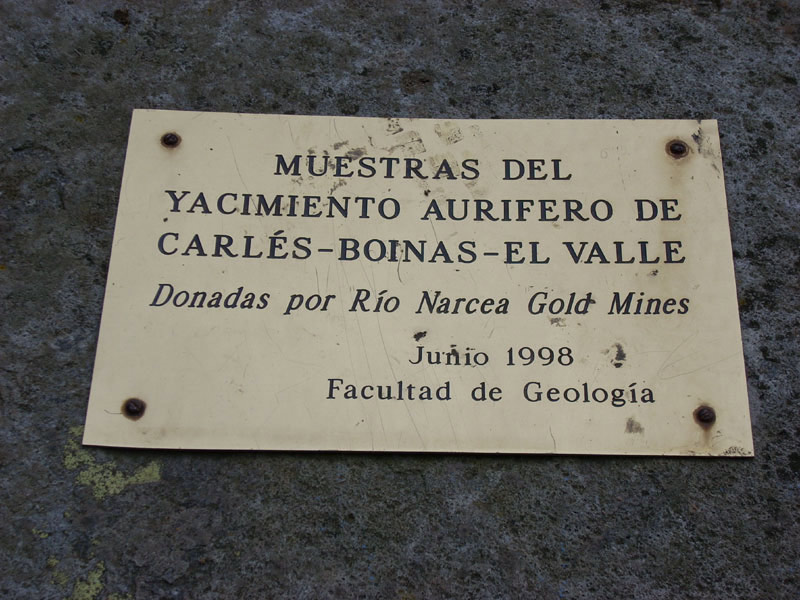 MUESTRAS DEL
YACIMIENTO AURIFERO DE
CARLÉS-BOINAS-EL VALLE
Donadas por Río Narcea Gold Mines
Junio 1998
Facultad de Geología